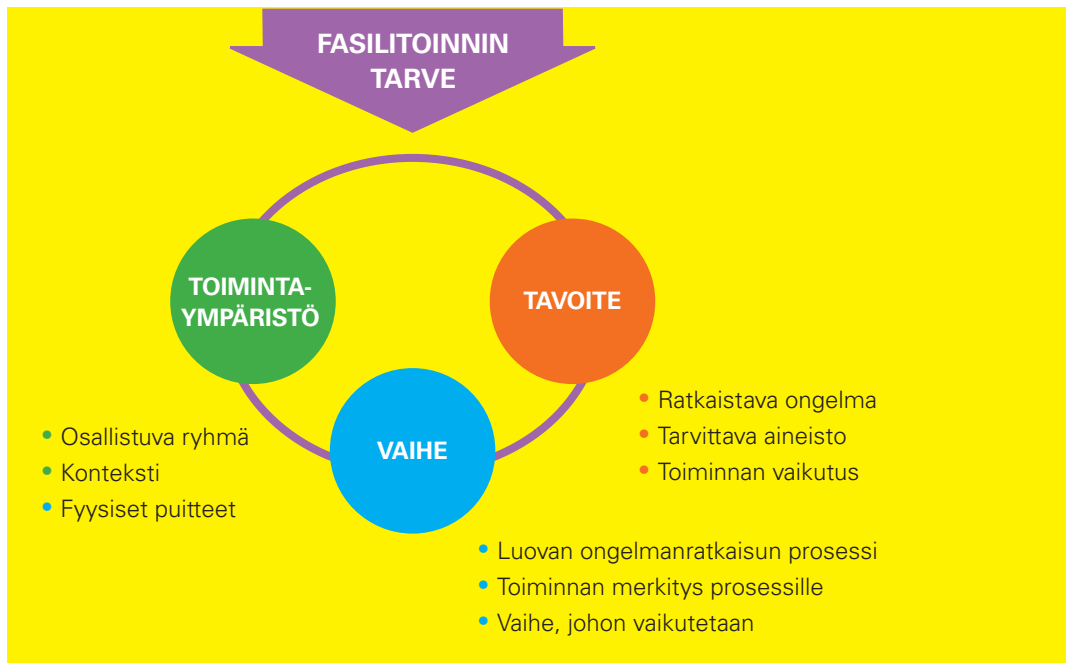 FASILITOINNIN
TARVE
TOIMINTA-
YMPÄRISTÖ
TAVOITE
VAIHE
• Osallistuva ryhmä
• Konteksti
• Fyysiset puitteet
• Ratkaistava ongelma
• Tarvittava aineisto
• Toiminnan vaikutus
• Luovan ongelmanratkaisun prosessi
• Toiminnan merkitys prosessille
• Vaihe, johon vaikutetaan